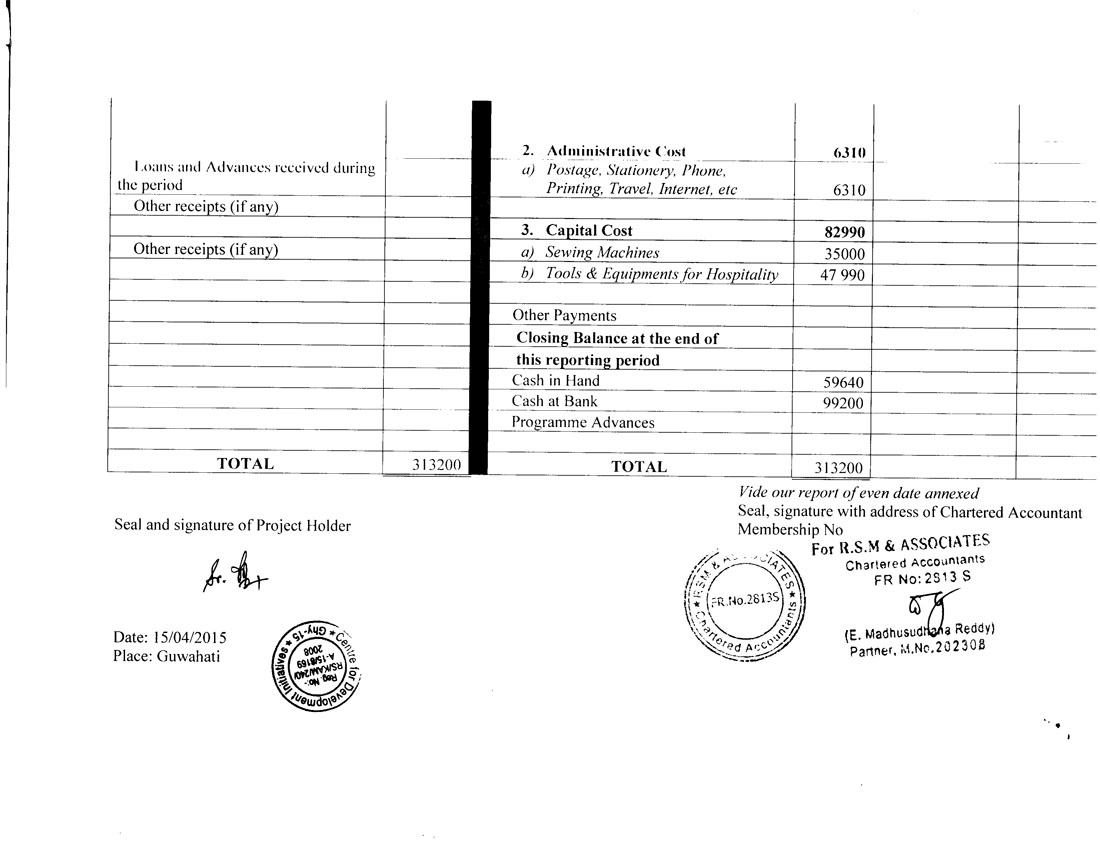 Loans and Advances received during
the period
Other receipts (if any)
Other receipts (if any)
TOTAL 313200
2. Administrative Cost 6310
a) Postage, Stationery, Phone,
Printing, Travel, Internet, etc 6310
3. Capital Cost 82990
a) Sewing Machines 35000
b) Tools & Equipments for Hospitality 47 990
Other Payments
Closing Balance at the end of
this reporting period
Cash in Hand 59640
Cash at Bank 99200
Programme Advances
TOTAL 313200
Vide our report of even date annexed
Seal, signature with address of Chartered Accountant
Membership No
Seal and signature of Project Holder
For R.S.M & ASSOCIATES
Chartered Accountants
FR No: 2813 S
(E. Madhusudhana Reddy)
Partner, M.No.202308
★ RSM & ASSOCIATES ★
Chartered Accountants
FR.No.2813S
Date: 15/04/2015
Place: Guwahati
Centre for Development Initiatives ★ Ghy-15 ★
Reg. No:-
RS/KAM/240/
A-15/8169
2008